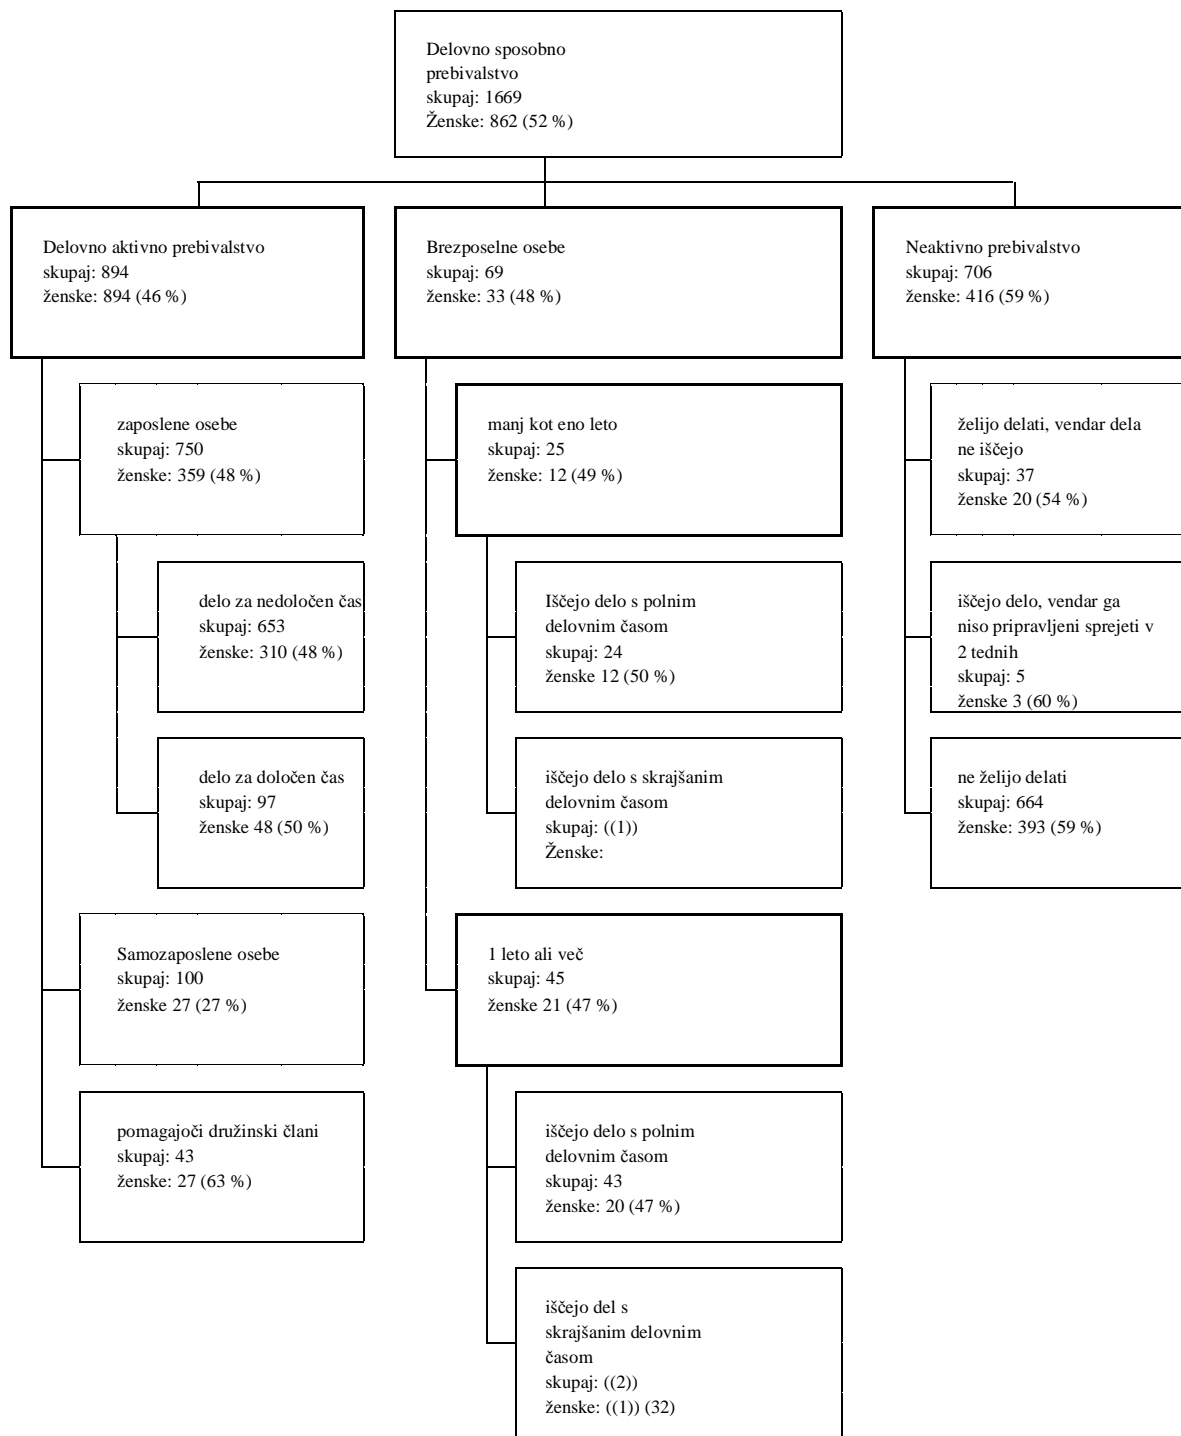 Delovno sposobno
prebivalstvo
skupaj: 1669
Ženske: 862 (52 %)
Delovno aktivno prebivalstvo
skupaj: 894
ženske: 894 (46 %)
Brezposelne osebe
skupaj: 69
ženske: 33 (48 %)
Neaktivno prebivalstvo
skupaj: 706
ženske: 416 (59 %)
zaposlene osebe
skupaj: 750
ženske: 359 (48 %)
manj kot eno leto
skupaj: 25
ženske: 12 (49 %)
želijo delati, vendar dela
ne iščejo
skupaj: 37
ženske 20 (54 %)
delo za nedoločen čas
skupaj: 653
ženske: 310 (48 %)
Iščejo delo s polnim
delovnim časom
skupaj: 24
ženske 12 (50 %)
iščejo delo, vendar ga
niso pripravljeni sprejeti v
2 tednih
skupaj: 5
ženske 3 (60 %)
delo za določen čas
skupaj: 97
ženske 48 (50 %)
iščejo delo s skrajšanim
delovnim časom
skupaj: ((1))
Ženske:
ne želijo delati
skupaj: 664
ženske: 393 (59 %)
Samozaposlene osebe
skupaj: 100
ženske 27 (27 %)
1 leto ali več
skupaj: 45
ženske 21 (47 %)
pomagajoči družinski člani
skupaj: 43
ženske: 27 (63 %)
iščejo delo s polnim
delovnim časom
skupaj: 43
ženske: 20 (47 %)
iščejo del s
skrajšanim delovnim
časom
skupaj: ((2))
ženske: ((1)) (32)